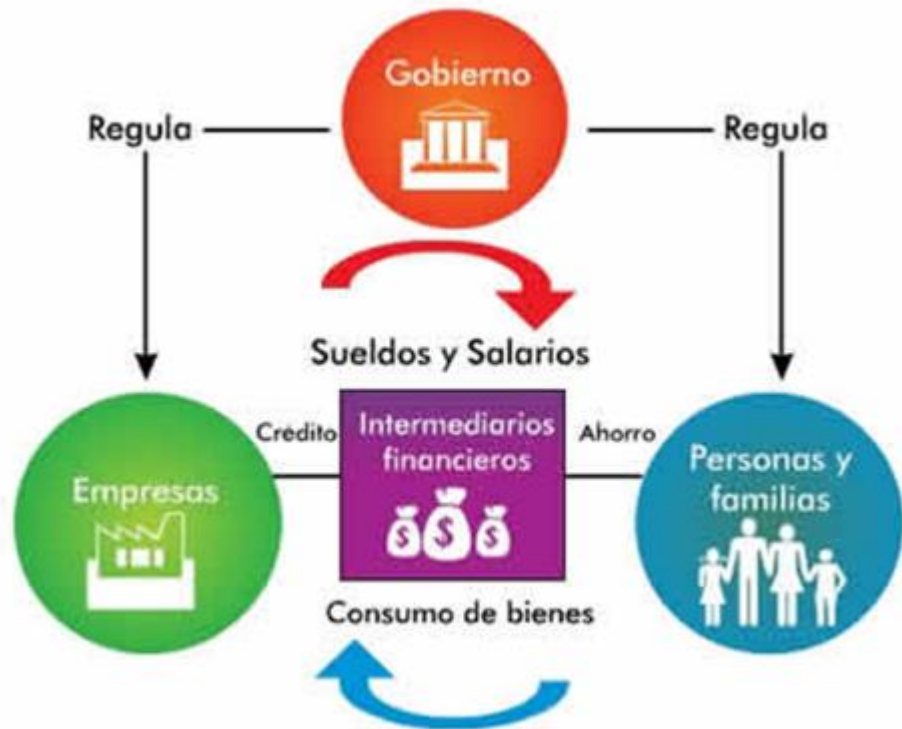 Gobierno
Regula
Regula
Sueldos y Salarios
Crédito
Intermediarios
financieros
Ahorro
Empresas
Personas y
familias
$ $ $
Consumo de bienes